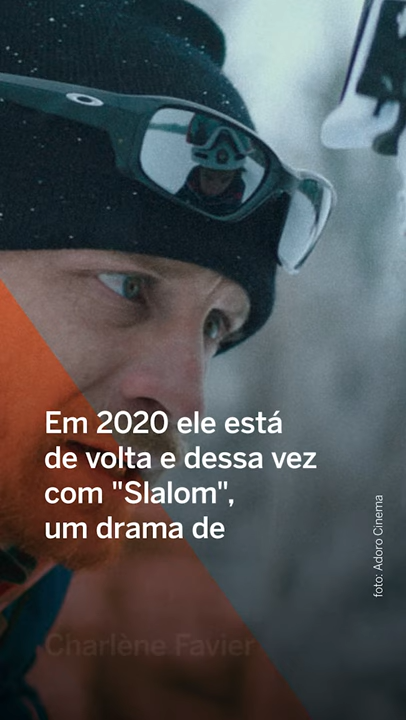 Em 2020 ele está
de volta e dessa vez
com "Slalom",
um drama de
Charlène Favier
foto: Adoro Cinema